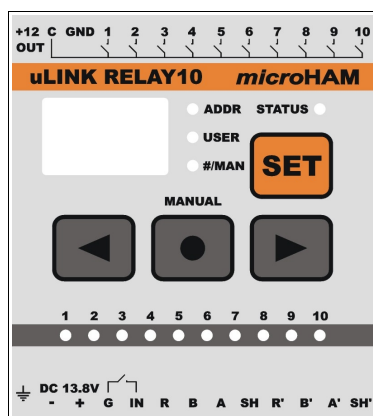 +12 C GND 1 2 3 4 5 6 7 8 9 10
OUT
uLINK RELAY10 microHAM
ADDR STATUS
USER
#/MAN
SET
MANUAL
1 2 3 4 5 6 7 8 9 10
DC 13.8V
- + G IN R B A SH R' B' A' SH'